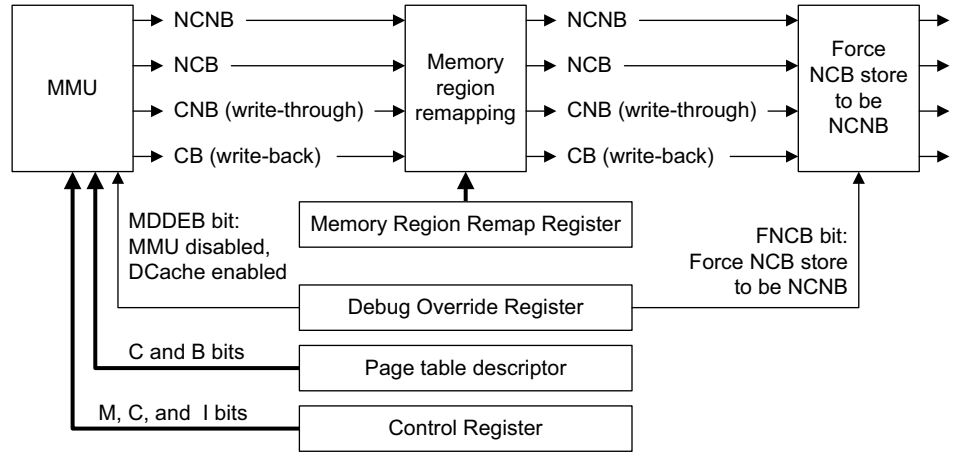 MMU
NCNB
NCB
CNB (write-through)
CB (write-back)
Memory
region
remapping
NCNB
NCB
CNB (write-through)
CB (write-back)
Force
NCB store
to be
NCNB
MDDEB bit:
MMU disabled,
DCache enabled
Memory Region Remap Register
FNCB bit:
Force NCB store
to be NCNB
Debug Override Register
C and B bits
Page table descriptor
M, C, and I bits
Control Register